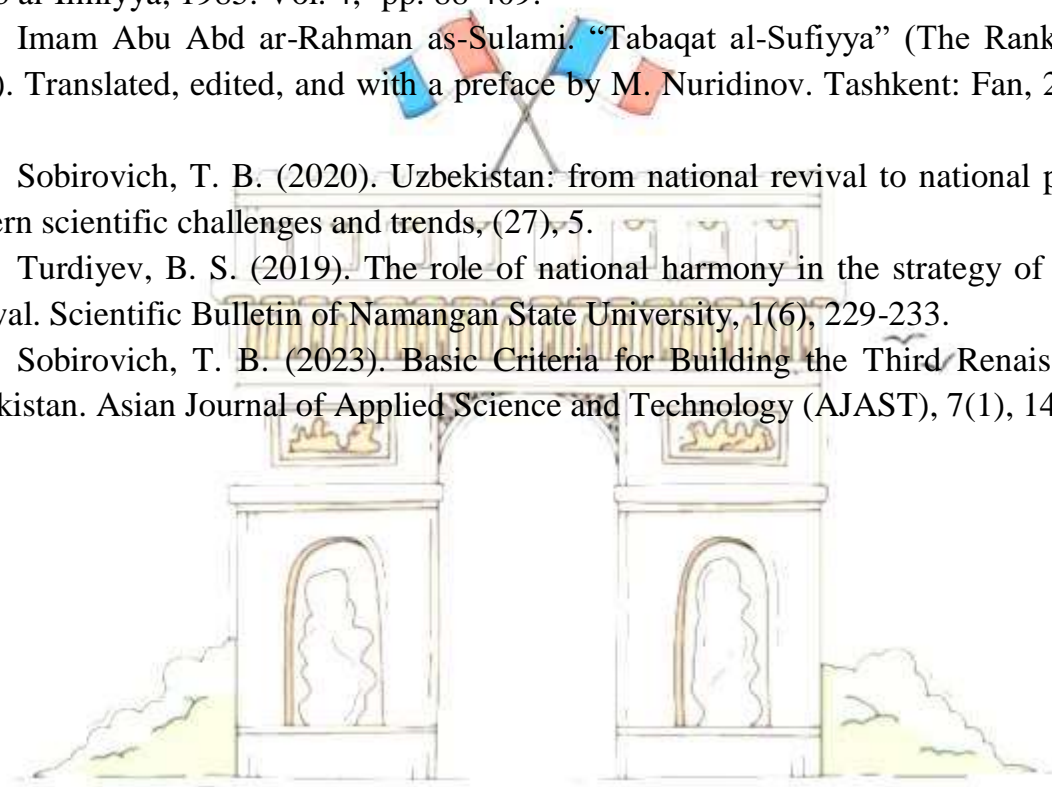 al-Ilmiyya, 1985. Vol. 4, pp. 88-409.
Imam Abu Abd ar-Rahman as-Sulami. “Tabaqat al-Sufiyya” (The Rank
). Translated, edited, and with a preface by M. Nuridinov. Tashkent: Fan, 2
Sobirovich, T. B. (2020). Uzbekistan: from national revival to national p
ern scientific challenges and trends, (27), 5.
Turdiyev, B. S. (2019). The role of national harmony in the strategy of
val. Scientific Bulletin of Namangan State University, 1(6), 229-233.
Sobirovich, T. B. (2023). Basic Criteria for Building the Third Renais
kistan. Asian Journal of Applied Science and Technology (AJAST), 7(1), 14